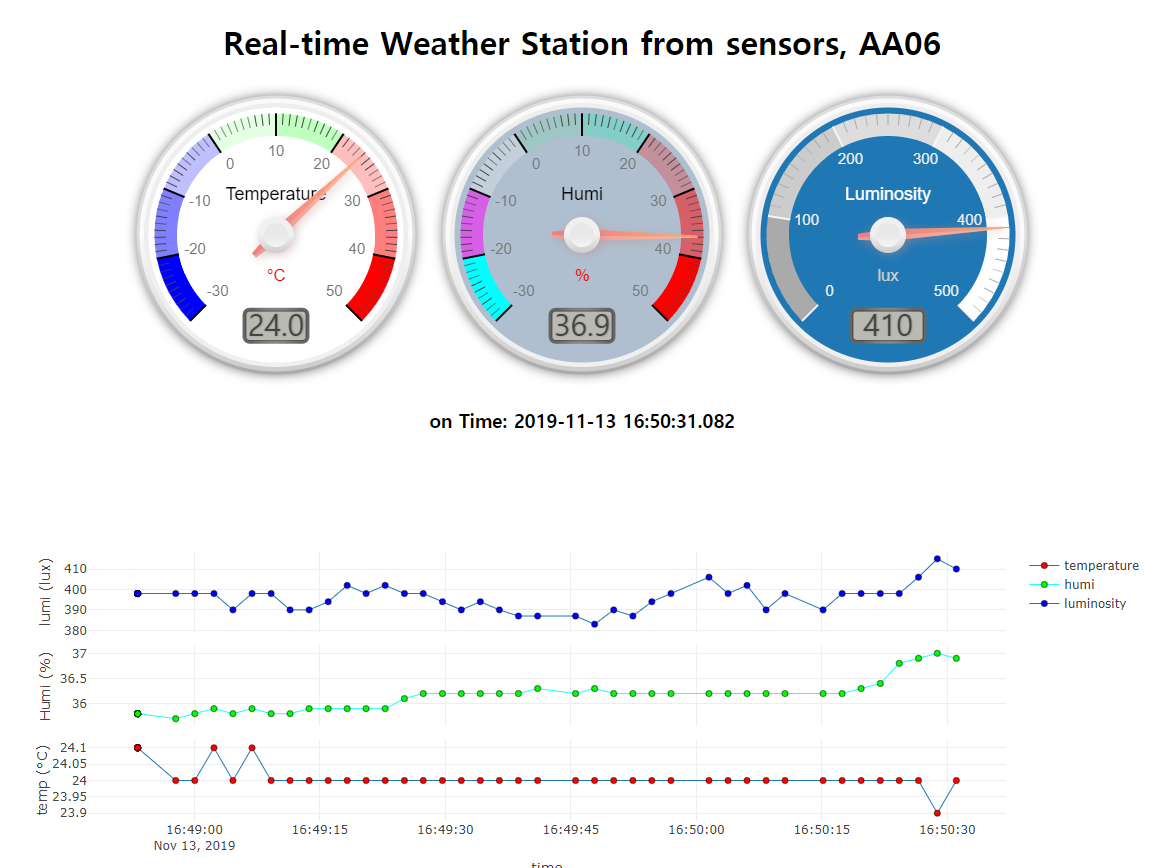 Real-time Weather Station from sensors, AA06
-30 -20 -10 0 10 20 30 40 50
Temperature
°C
24.0
-30 -20 -10 0 10 20 30 40 50
Humi
%
36.9
0 100 200 300 400 500
Luminosity
lux
410
on Time: 2019-11-13 16:50:31.082
lumi (lux)
410
400
390
380
Humi (%)
37
36.5
36
temp (°C)
24.1
24.05
24
23.95
23.9
16:49:00 16:49:15 16:49:30 16:49:45 16:50:00 16:50:15 16:50:30
Nov 13, 2019
time
temperature
humi
luminosity